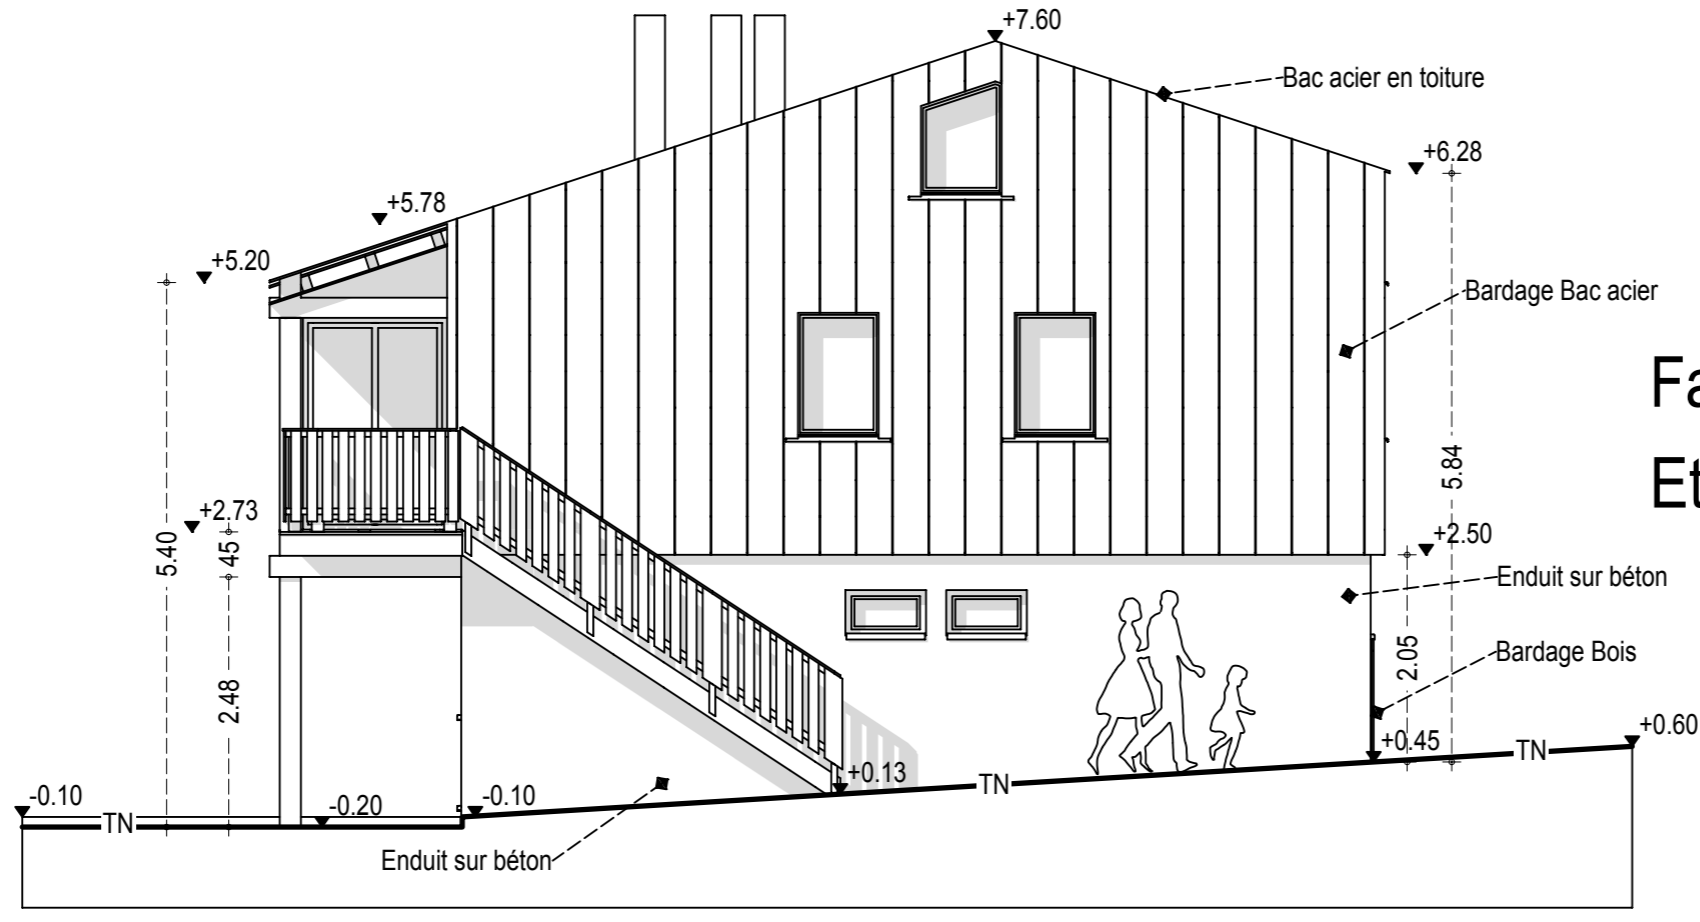 +7.60
Bac acier en toiture
+6.28
+5.78
+5.20
Bardage Bac acier
Fa
Et
5.84
+2.73
+2.50
5.40
45
Enduit sur béton
2.05
Bardage Bois
2.48
+0.60
+0.45
TN
+0.13
TN
-0.10
-0.20
-0.10
TN
Enduit sur béton